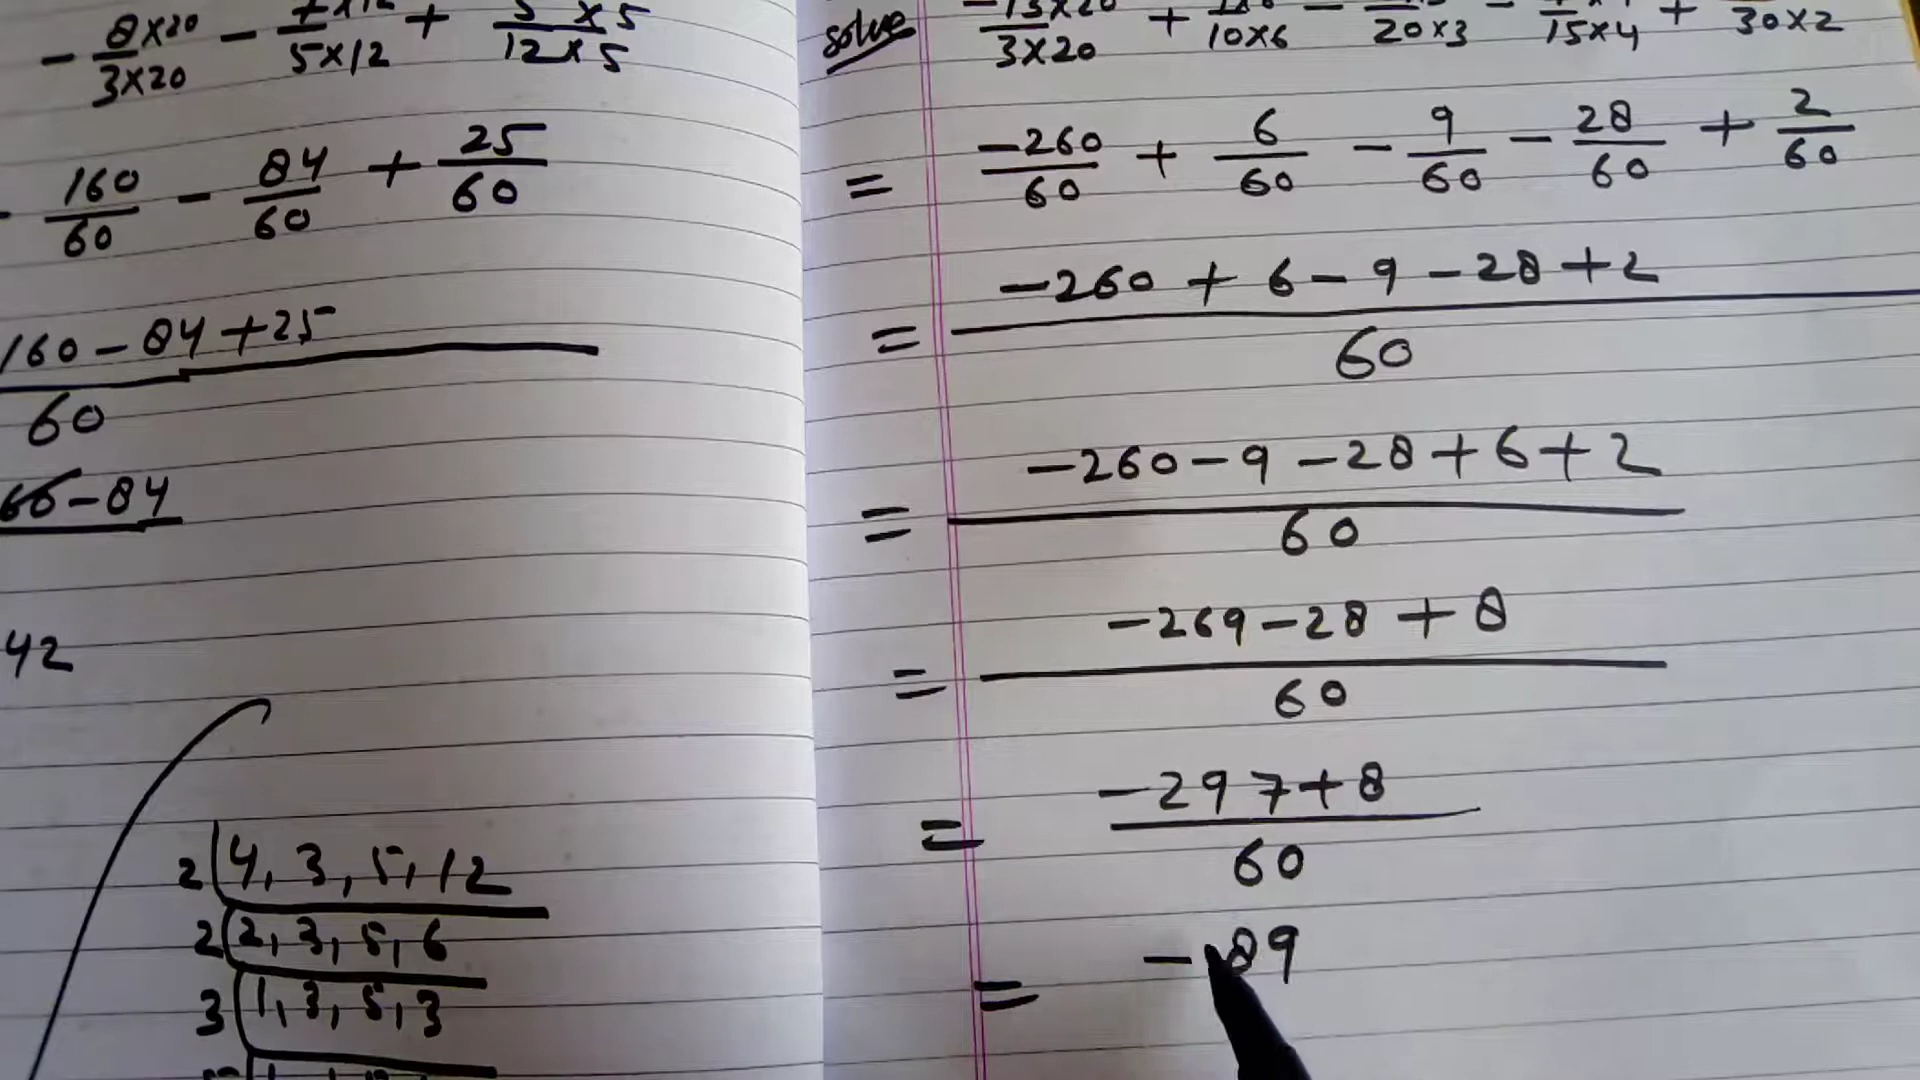 - 8×20/3×20 - 7×12/5×12 + 5×5/12×5
160/60 - 84/60 + 25/60
160-84+25
60
-84
42
2 4, 3, 5, 12
2 2, 3, 5, 6
3 1, 3, 5, 3
solve -13×20/3×20 + /10×6 - /20×3 - /15×4 + /30×2
= -260/60 + 6/60 - 9/60 - 28/60 + 2/60
= -260 + 6 - 9 - 28 + 2
60
= -260 - 9 - 28 + 6 + 2
60
= -269 - 28 + 8
60
= -297 + 8
60
= - 89